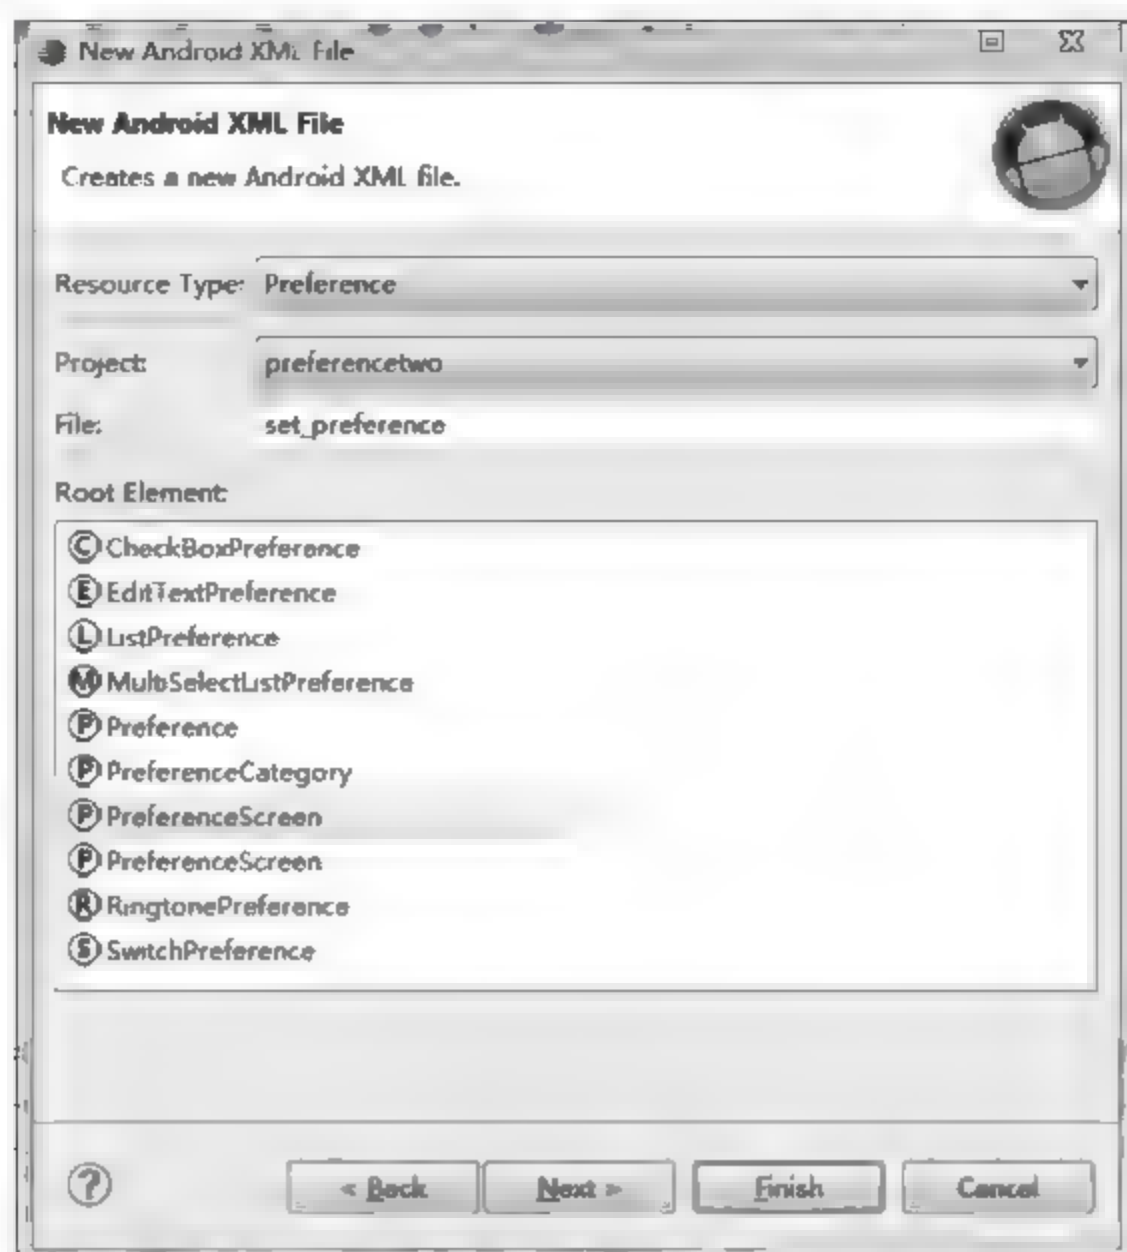 New Android XML File
New Android XML File
Creates a new Android XML file.
Resource Type: Preference
Project: preferencetwo
File: set_preference
Root Element:
C CheckBoxPreference
E EditTextPreference
L ListPreference
M MultiSelectListPreference
P Preference
P PreferenceCategory
P PreferenceScreen
P PreferenceScreen
R RingtonePreference
S SwitchPreference
? < Back Next > Finish Cancel